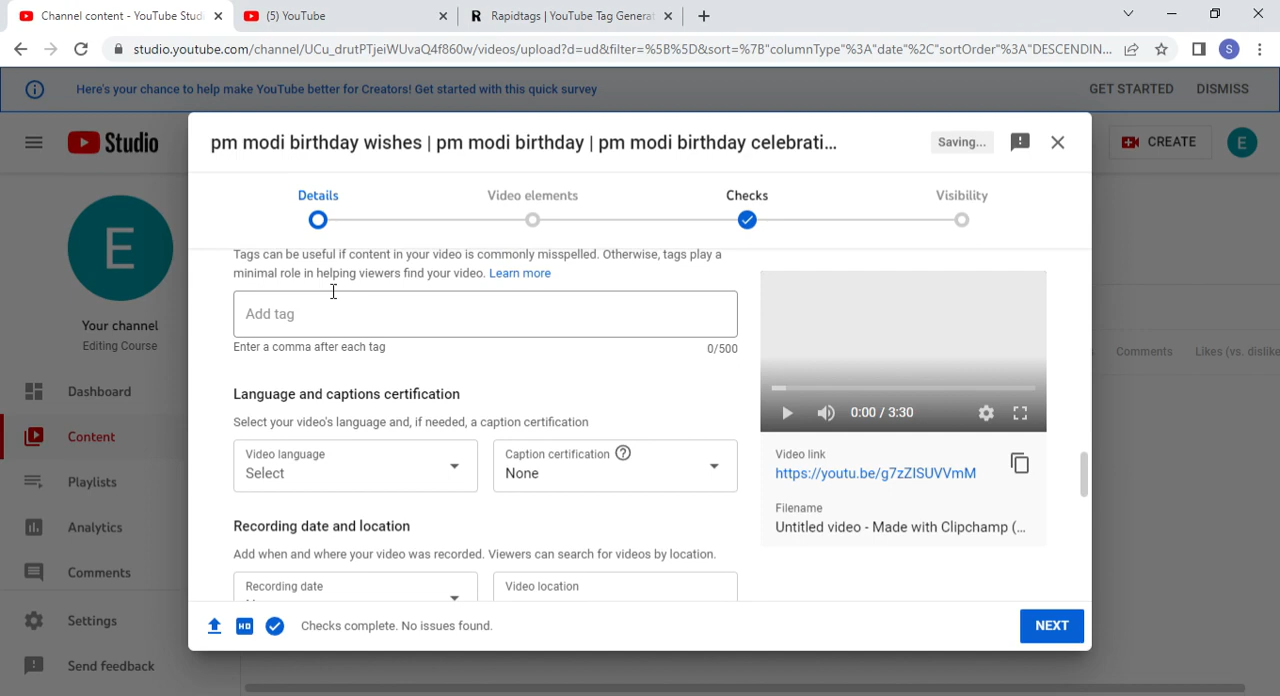 Channel content - YouTube Studi
(5) YouTube
R Rapidtags | YouTube Tag Generat
studio.youtube.com/channel/UCu_drutPTjeiWUvaQ4f860w/videos/upload?d=ud&filter=%5B%5D&sort=%7B"columnType"%3A"date"%2C"sortOrder"%3A"DESCENDIN...
S
Here's your chance to help make YouTube better for Creators! Get started with this quick survey
GET STARTED
DISMISS
Studio
CREATE
E
pm modi birthday wishes | pm modi birthday | pm modi birthday celebrati...
Saving...
Details
Video elements
Checks
Visibility
E
Your channel
Editing Course
Dashboard
Content
Playlists
Analytics
Comments
Settings
Send feedback
Tags can be useful if content in your video is commonly misspelled. Otherwise, tags play a
minimal role in helping viewers find your video. Learn more
Add tag
Enter a comma after each tag
0/500
Language and captions certification
Select your video's language and, if needed, a caption certification
Video language
Select
Caption certification ?
None
Recording date and location
Add when and where your video was recorded. Viewers can search for videos by location.
Recording date
Video location
0:00 / 3:30
Video link
https://youtu.be/g7zZISUVVmM
Filename
Untitled video - Made with Clipchamp (...
Comments
Likes (vs. dislike
HD
Checks complete. No issues found.
NEXT